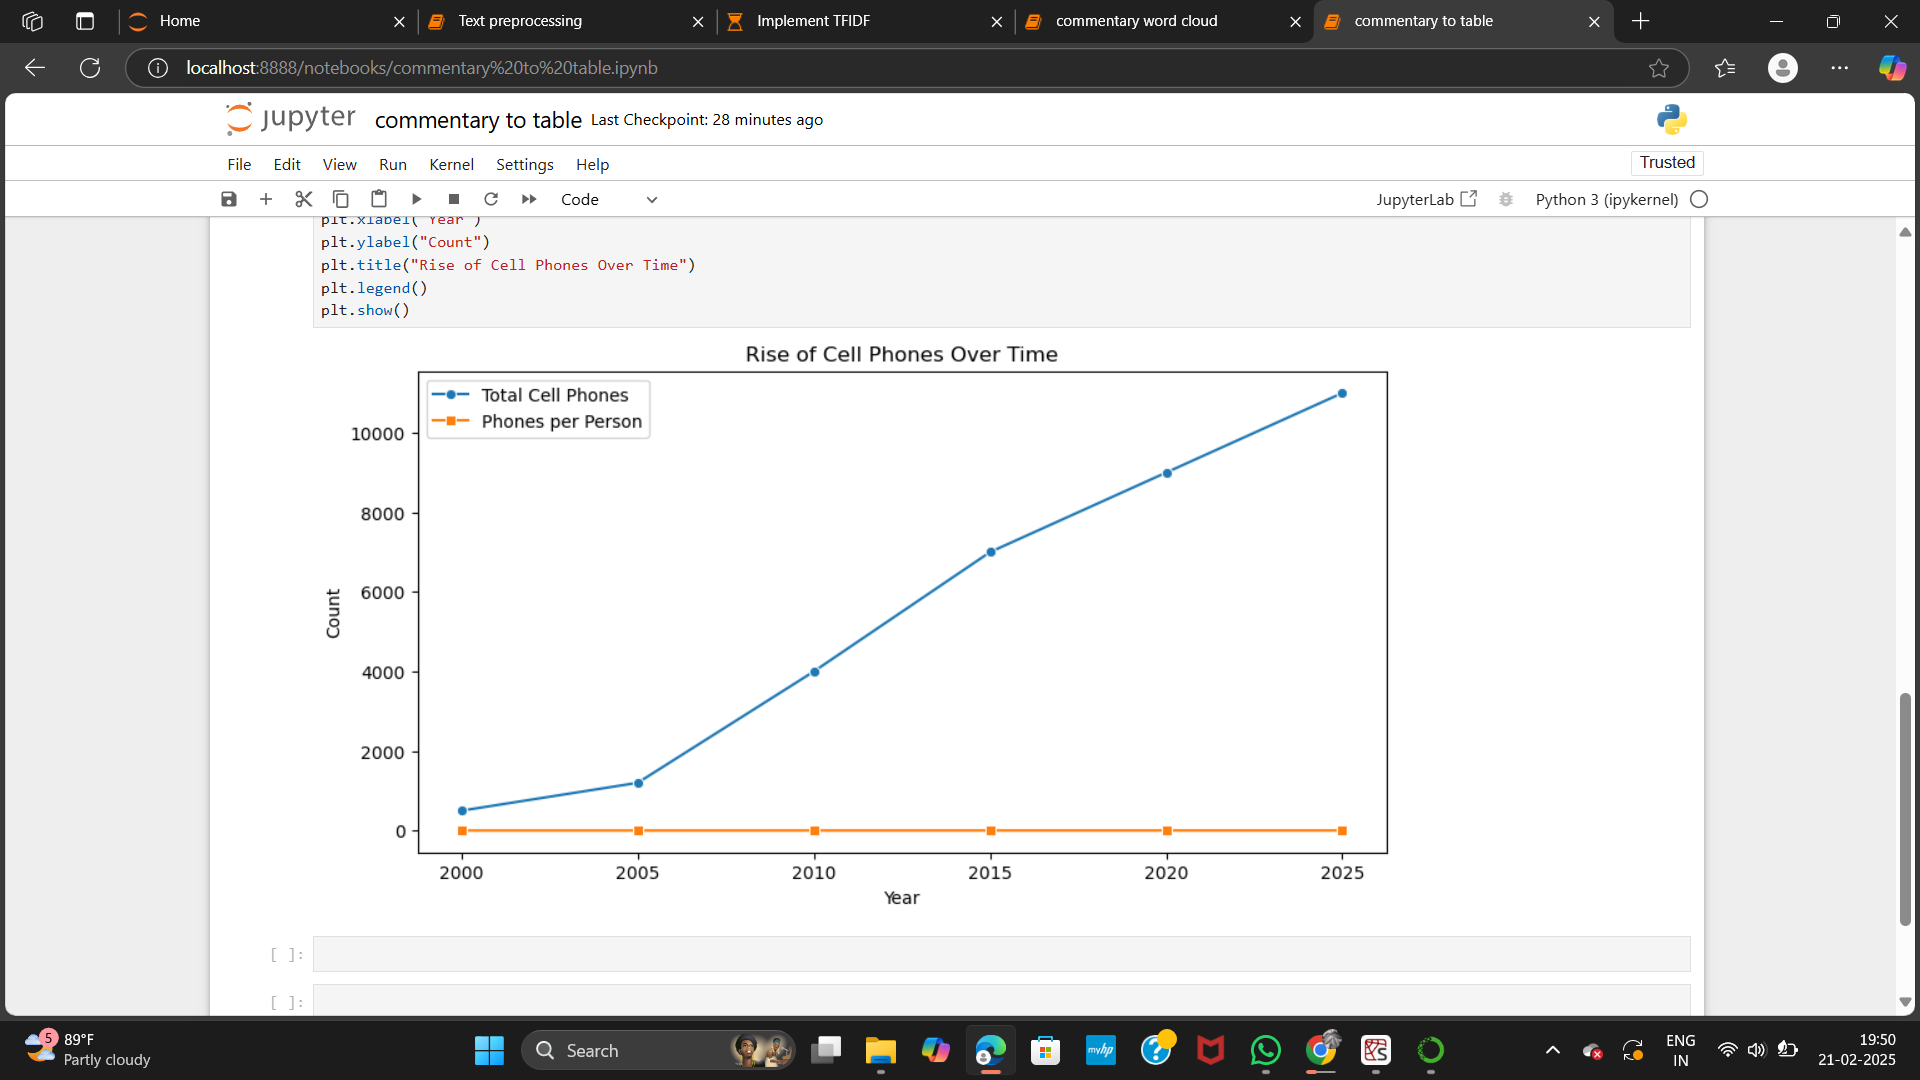 Home
Text preprocessing
Implement TFIDF
commentary word cloud
commentary to table
localhost:8888/notebooks/commentary%20to%20table.ipynb
jupyter commentary to table Last Checkpoint: 28 minutes ago
File Edit View Run Kernel Settings Help
Trusted
Code
JupyterLab
Python 3 (ipykernel)
plt.xlabel("Year")
plt.ylabel("Count")
plt.title("Rise of Cell Phones Over Time")
plt.legend()
plt.show()
Rise of Cell Phones Over Time
Total Cell Phones
Phones per Person
10000
8000
6000
4000
2000
0
Count
2000 2005 2010 2015 2020 2025
Year
[ ]:
[ ]:
5
89°F
Partly cloudy
Search
myhp
ENG
IN
19:50
21-02-2025